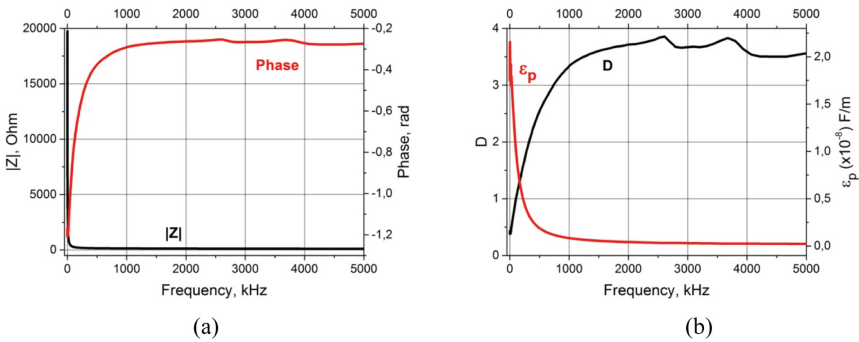 0 1000 2000 3000 4000 5000
20000 15000 10000 5000 0
|Z|, Ohm
-0,2 -0,4 -0,6 -0,8 -1,0 -1,2
Phase, rad
Phase
|Z|
0 1000 2000 3000 4000 5000
Frequency, kHz
(a)
0 1000 2000 3000 4000 5000
4 3 2 1 0
D
2,0 1,5 1,0 0,5 0,0
εp (x10-8) F/m
εp
D
0 1000 2000 3000 4000 5000
Frequency, kHz
(b)